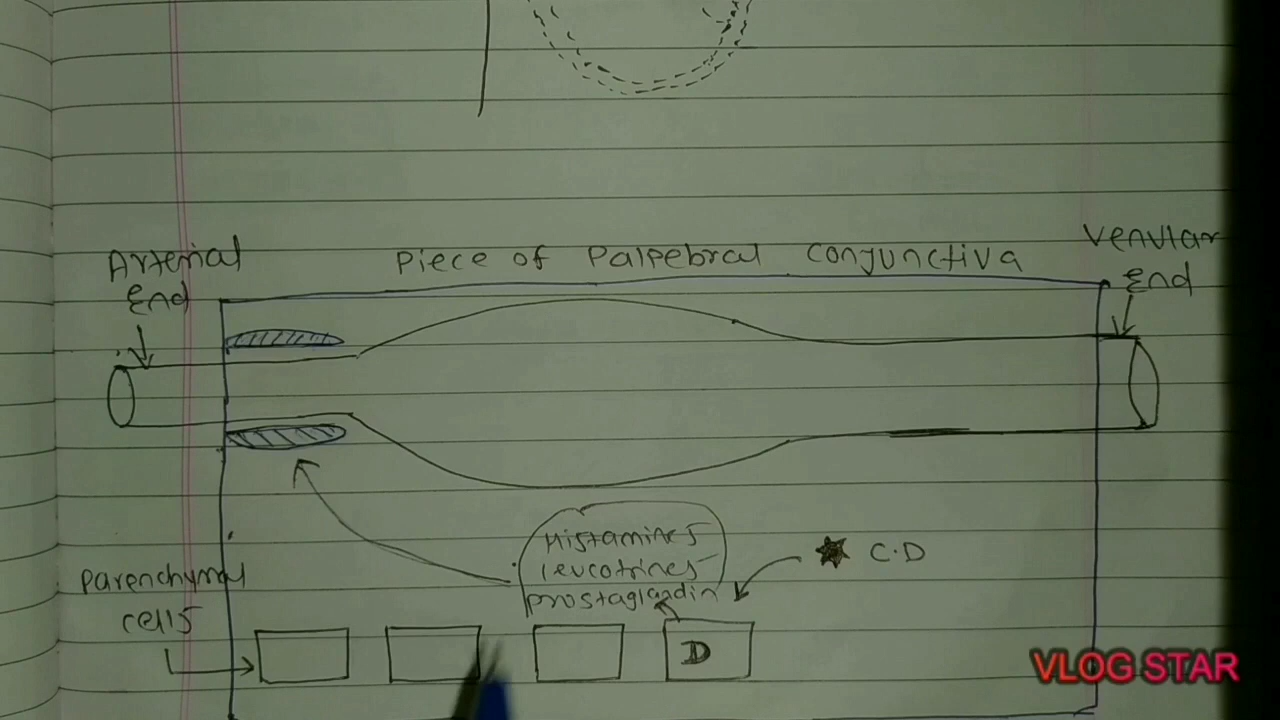 Arterial
End
Piece of Palpebral Conjunctiva
Venular
End
Histamines
leucotrines
prostaglandin
C.D
parenchymal
cells
D
VLOG STAR